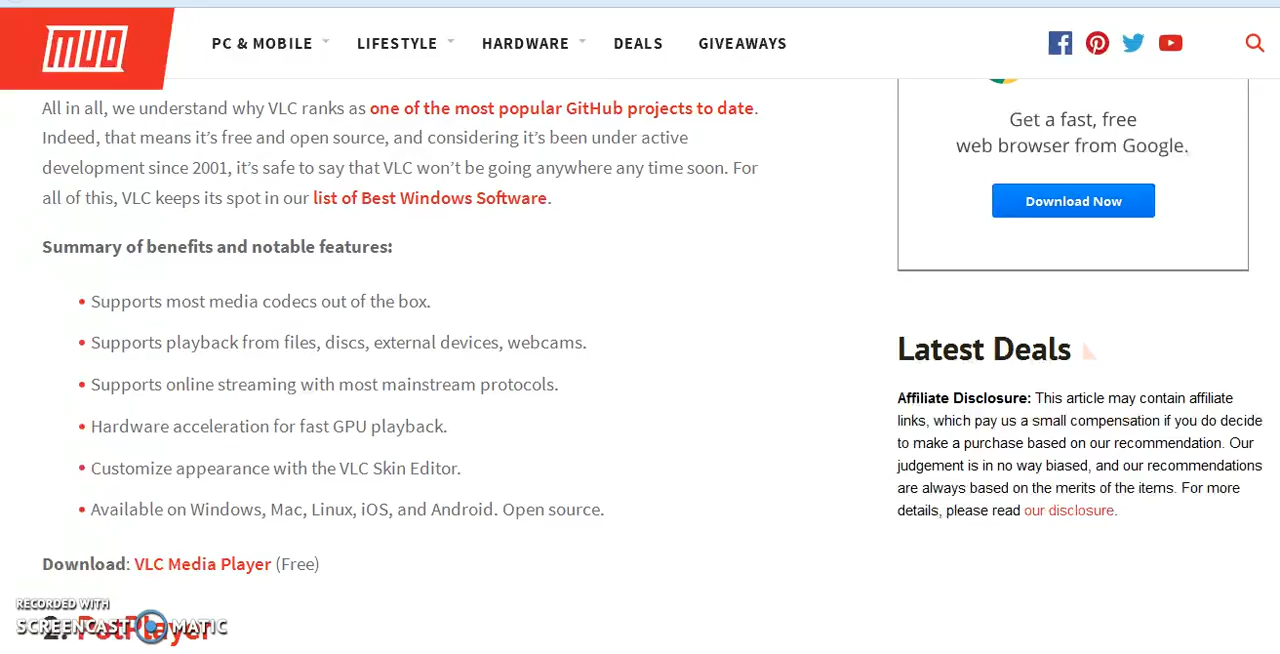 MUO
PC & MOBILE
LIFESTYLE
HARDWARE
DEALS
GIVEAWAYS
All in all, we understand why VLC ranks as one of the most popular GitHub projects to date.
Indeed, that means it’s free and open source, and considering it’s been under active
development since 2001, it’s safe to say that VLC won’t be going anywhere any time soon. For
all of this, VLC keeps its spot in our list of Best Windows Software.
Summary of benefits and notable features:
• Supports most media codecs out of the box.
• Supports playback from files, discs, external devices, webcams.
• Supports online streaming with most mainstream protocols.
• Hardware acceleration for fast GPU playback.
• Customize appearance with the VLC Skin Editor.
• Available on Windows, Mac, Linux, iOS, and Android. Open source.
Download: VLC Media Player (Free)
2. PotPlayer
RECORDED WITH
SCREENCAST MATIC
Get a fast, free
web browser from Google.
Download Now
Latest Deals
Affiliate Disclosure: This article may contain affiliate
links, which pay us a small compensation if you do decide
to make a purchase based on our recommendation. Our
judgement is in no way biased, and our recommendations
are always based on the merits of the items. For more
details, please read our disclosure.